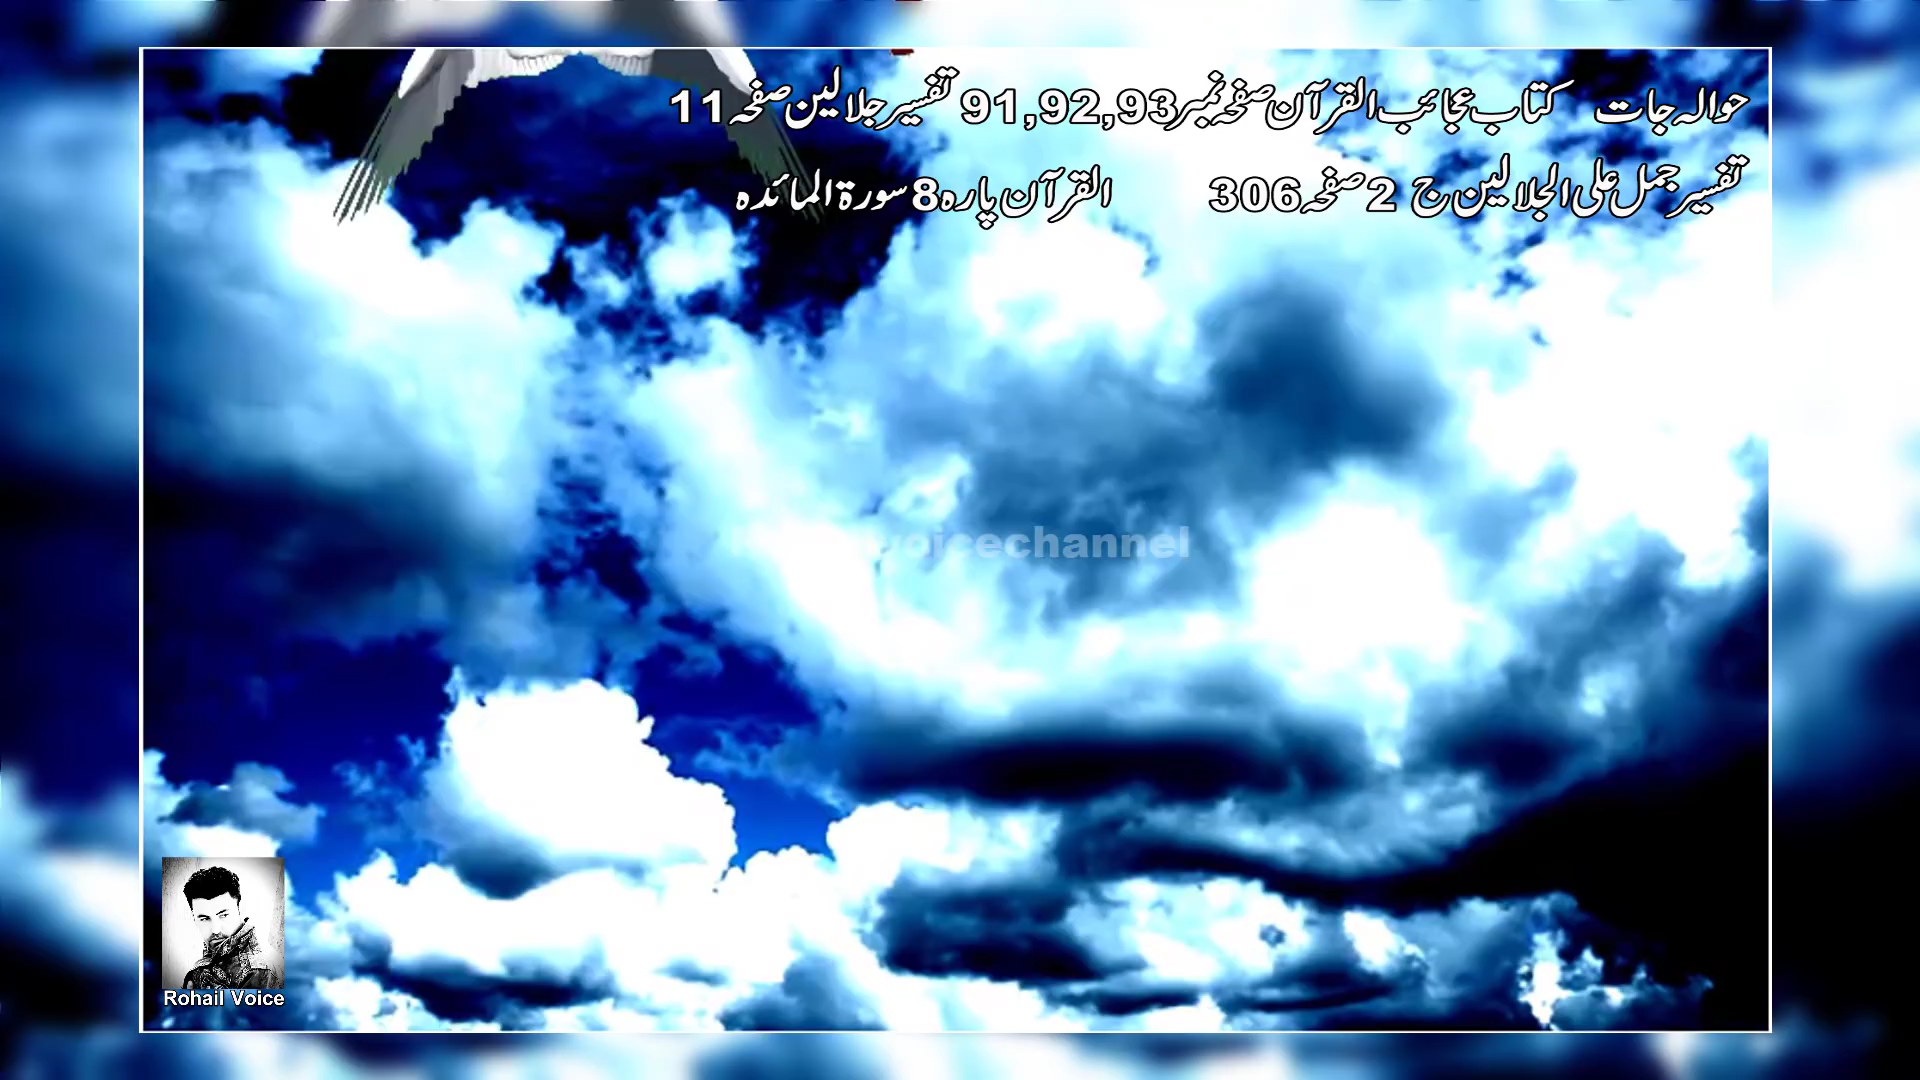 حوالہ جات کتاب عجائب القرآن صفحہ نمبر 91,92,93 تفسیر جلالین صفحہ 11
تفسیر جمل علی الجلالین ج 2 صفحہ 306 القرآن پارہ 8 سورۃ المائدہ
voicechannel
Rohail Voice